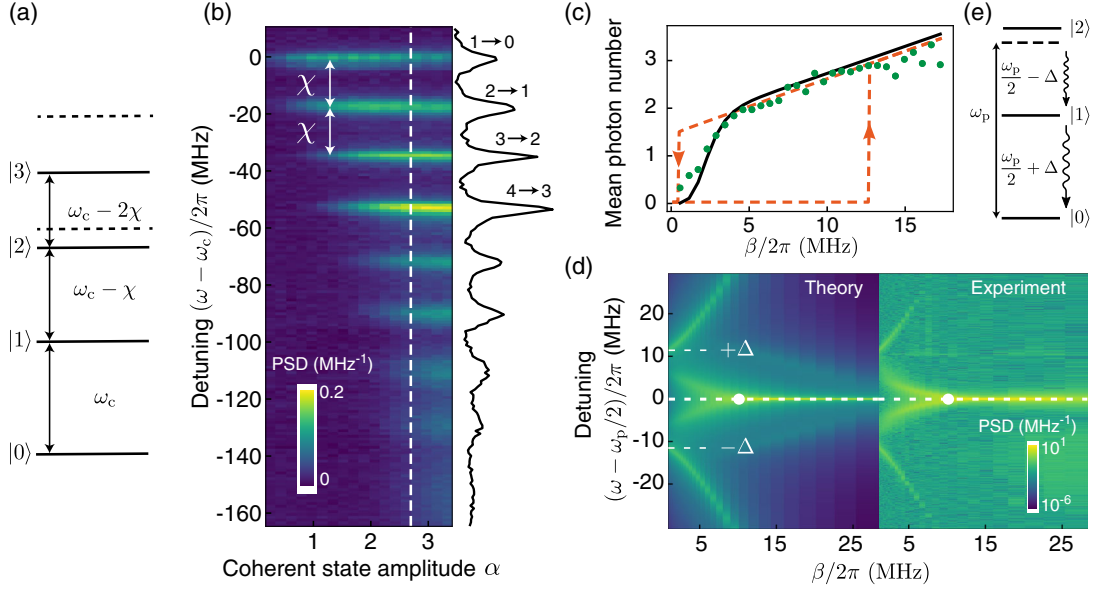 (a)
|3⟩
ω_c − 2χ
|2⟩
ω_c − χ
|1⟩
ω_c
|0⟩
(b)
0
-20
-40
-60
-80
-100
-120
-140
-160
Detuning (ω − ω_c)/2π (MHz)
χ
χ
PSD (MHz⁻¹)
0.2
0
1
2
3
Coherent state amplitude α
1→0
2→1
3→2
4→3
(c)
Mean photon number
3
2
1
0
5
10
15
β/2π (MHz)
(e)
|2⟩
ω_p/2 − Δ
ω_p
|1⟩
ω_p/2 + Δ
|0⟩
(d)
Theory
Experiment
Detuning
(ω − ω_p/2)/2π (MHz)
20
10
0
-10
-20
+Δ
−Δ
PSD (MHz⁻¹)
10¹
10⁻⁶
5
15
25
5
15
25
β/2π (MHz)